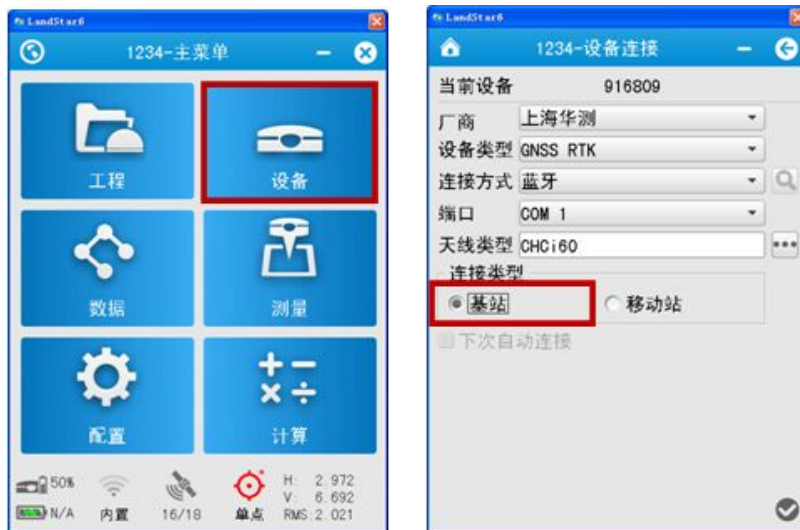 LandStar6
1234-主菜单
工程
设备
数据
测量
配置
计算
50%
N/A
内置
16/18
单点
H: 2.972
V: 6.692
RMS:2.021
LandStar6
1234-设备连接
当前设备 916809
厂商 上海华测
设备类型 GNSS RTK
连接方式 蓝牙
端口 COM 1
天线类型 CHCi60
连接类型
基站 移动站
下次自动连接